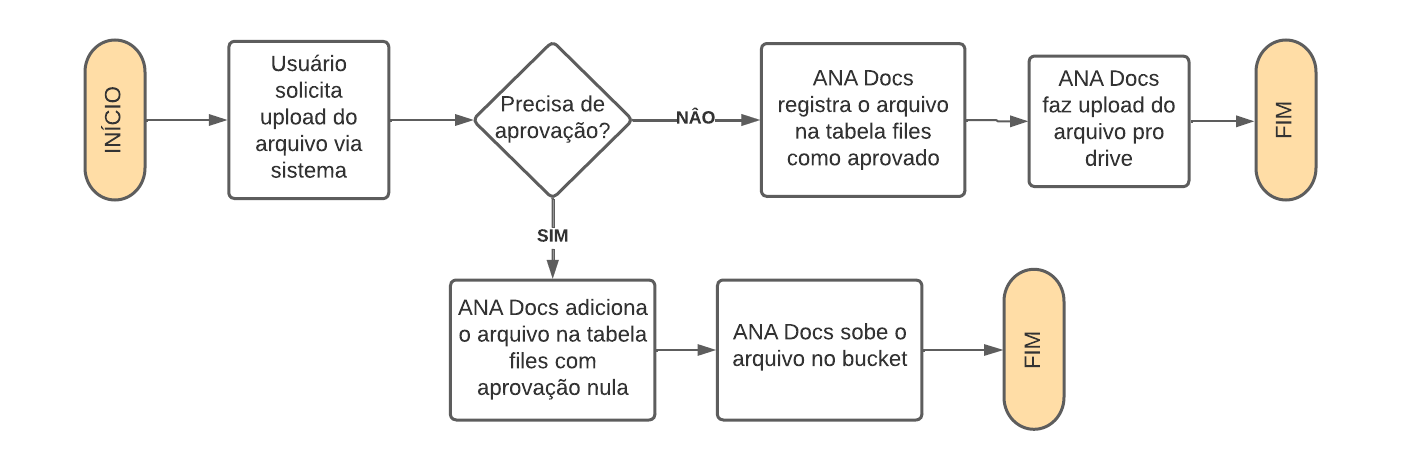 INÍCIO
Usuário
solicita
upload do
arquivo via
sistema
Precisa de
aprovação?
NÂO
ANA Docs
registra o arquivo
na tabela files
como aprovado
ANA Docs
faz upload do
arquivo pro
drive
FIM
SIM
ANA Docs adiciona
o arquivo na tabela
files com
aprovação nula
ANA Docs sobe o
arquivo no bucket
FIM